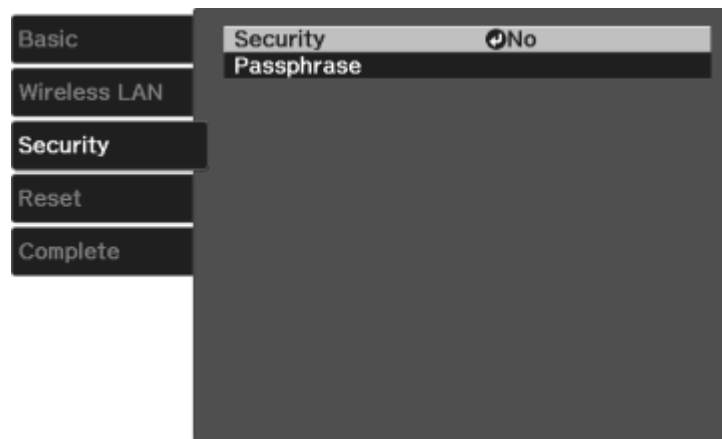 Basic
Wireless LAN
Security
Reset
Complete
Security No
Passphrase